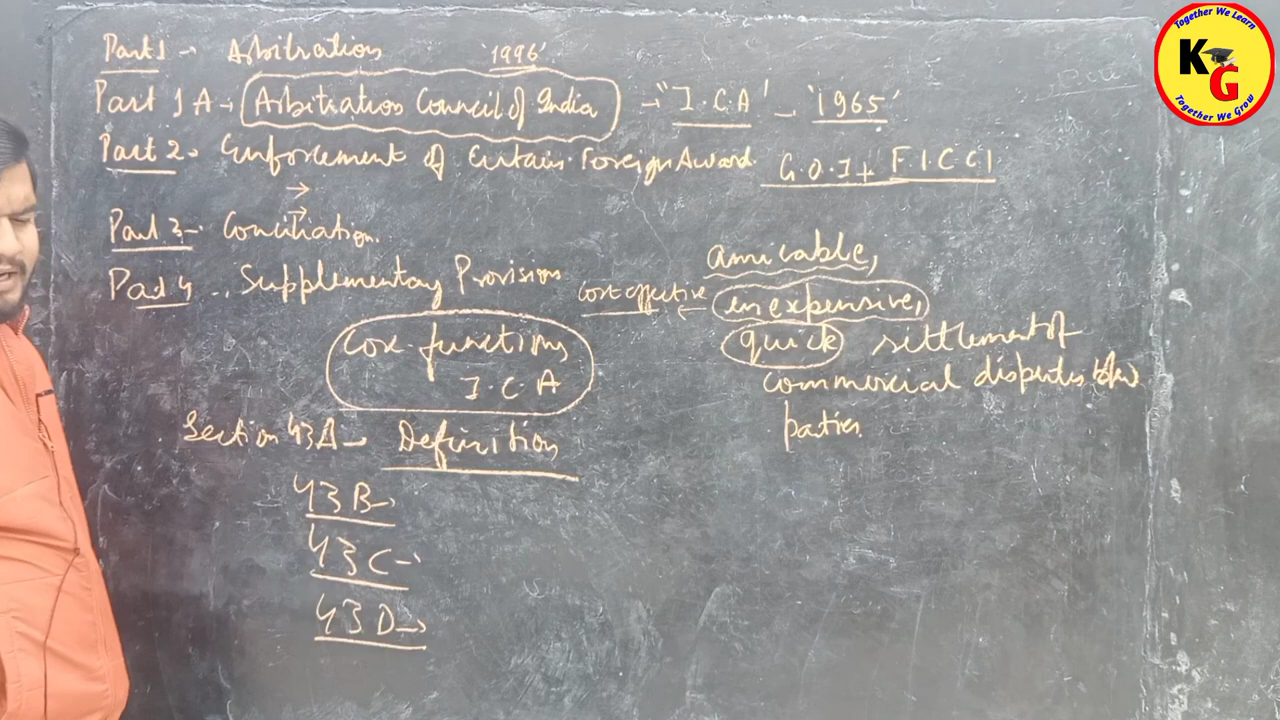 Part 1 → Arbitration '1996'
Part 1 A → Arbitration Council of India → "I.C.A' - '1965'
Part 2 → Enforcement of Certain Foreign Award. G.O.I + F.I.C.C.I
Part 3 → Conciliation.
Part 4 → Supplementary Provision
amicable,
cost effective ← inexpensive,
quick settlement of
commercial disputes b/w
parties.
Core functions
I.C.A
Section 43A - Definition
43B →
43C →
43D →
Together We Learn
KG
Together We Grow